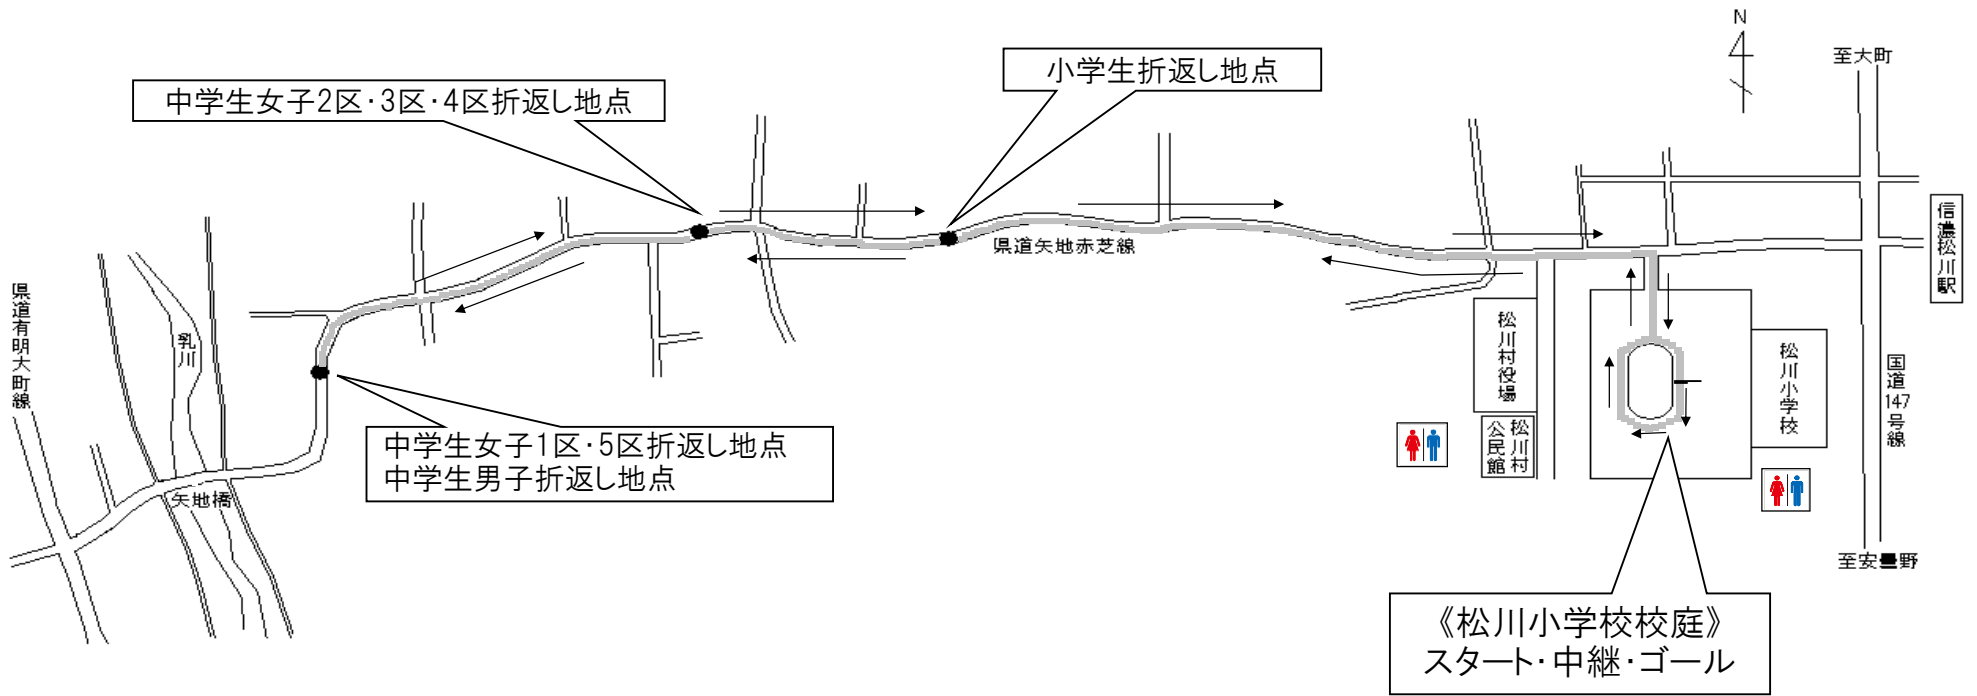 N
至大町
小学生折返し地点
中学生女子2区･3区･4区折返し地点
信濃松川駅
県道矢地赤芝線
県道有明大町線
乳川
松川村役場
松川小学校
国道147号線
中学生女子1区･5区折返し地点
中学生男子折返し地点
松川村
公民館
矢地橋
至安曇野
《松川小学校校庭》
スタート･中継･ゴール